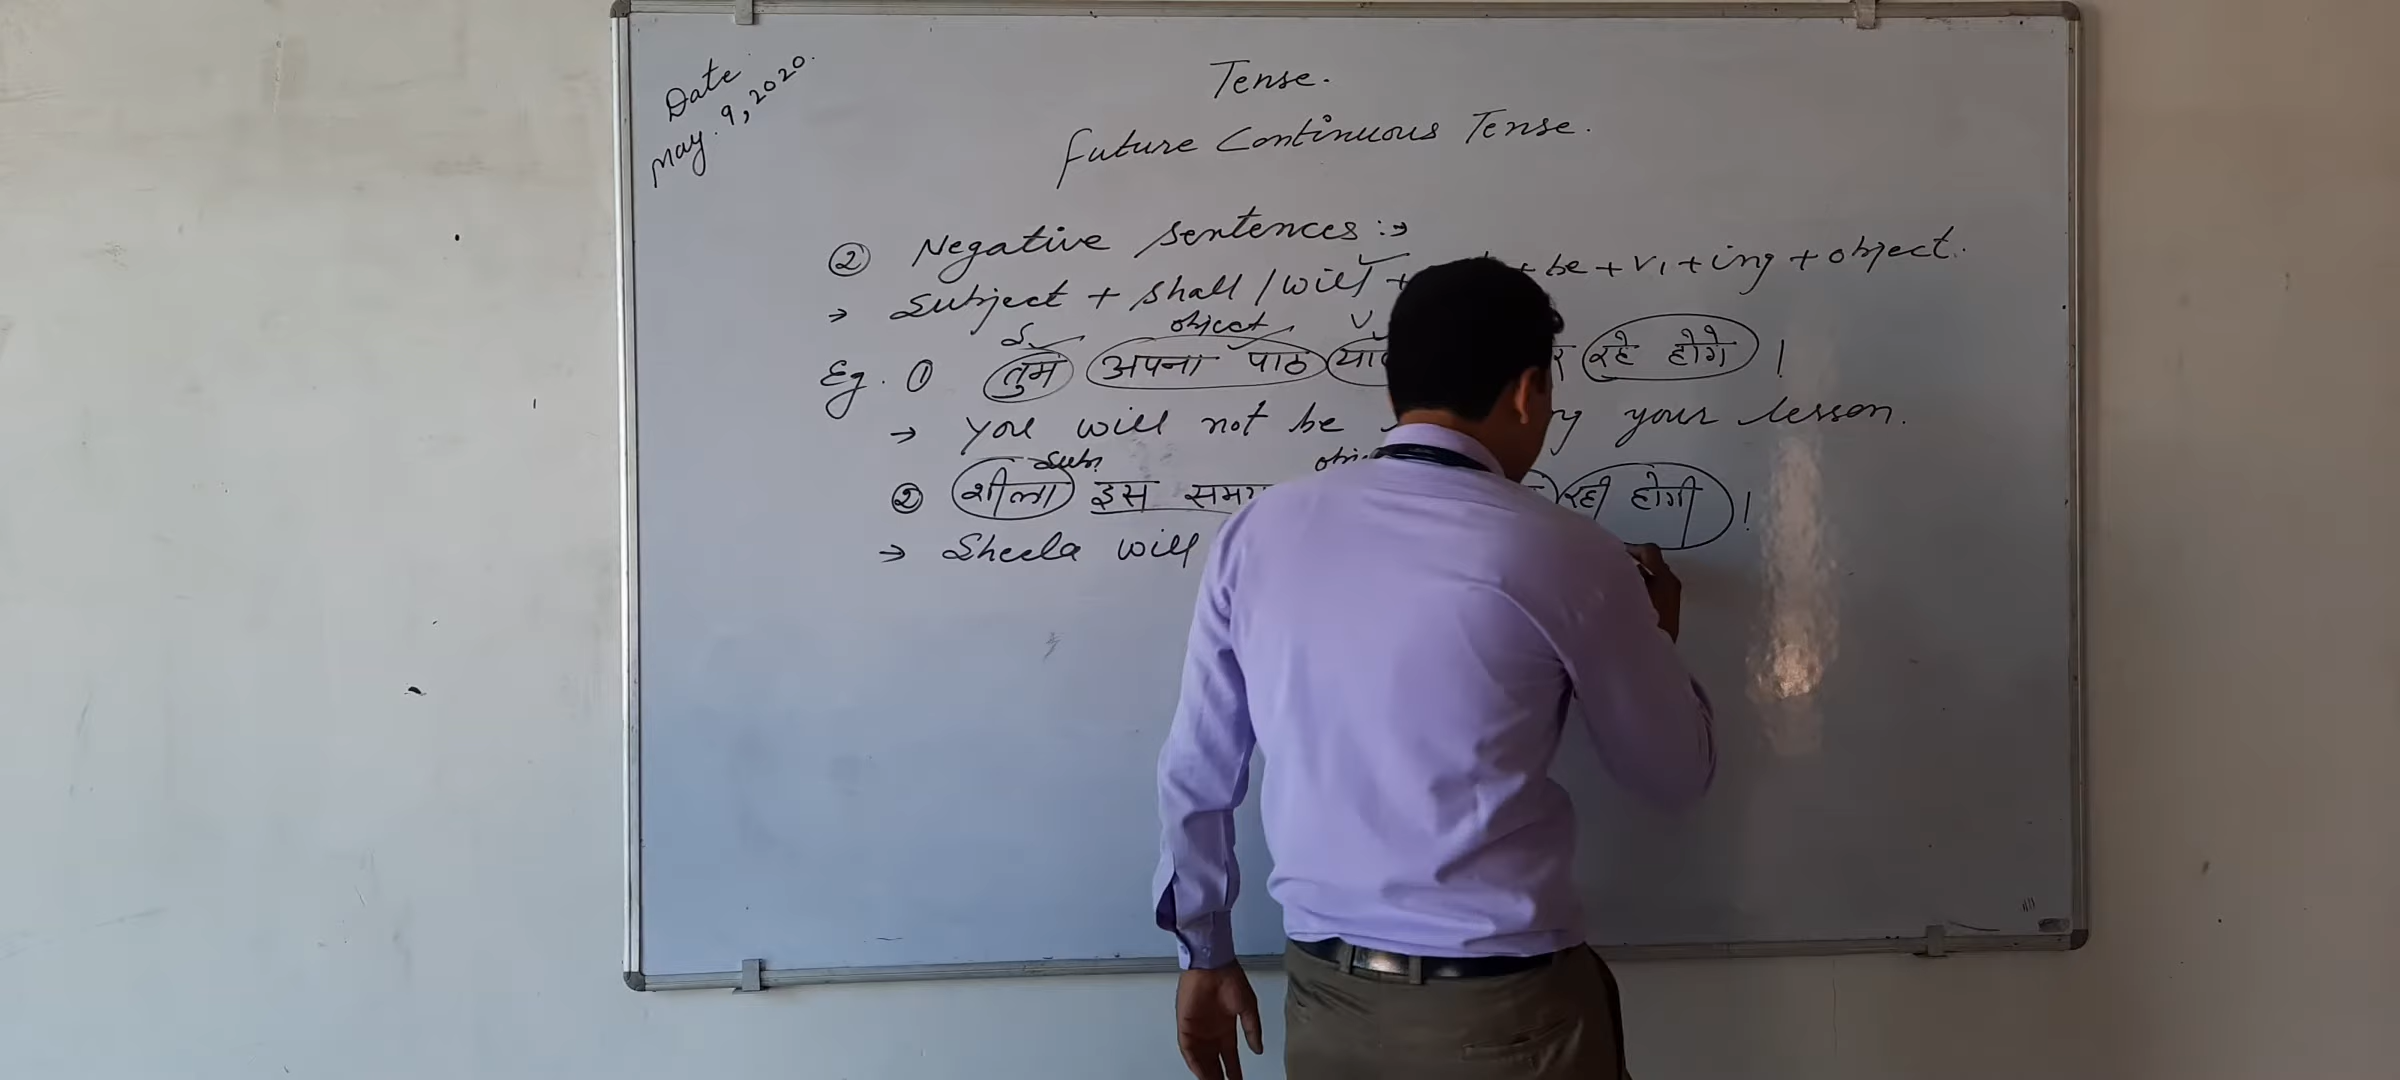 Date
May. 9, 2020.
Tense.
Future Continuous Tense.
② Negative sentences :→
→ Subject + shall / will + + be + V1 + ing + object.
S. object V
Eg. ① तुम अपना पाठ रहे होगे !
→ You will not be your lesson.
Sub.
② शीला इस समय रही होगी !
→ Sheela will